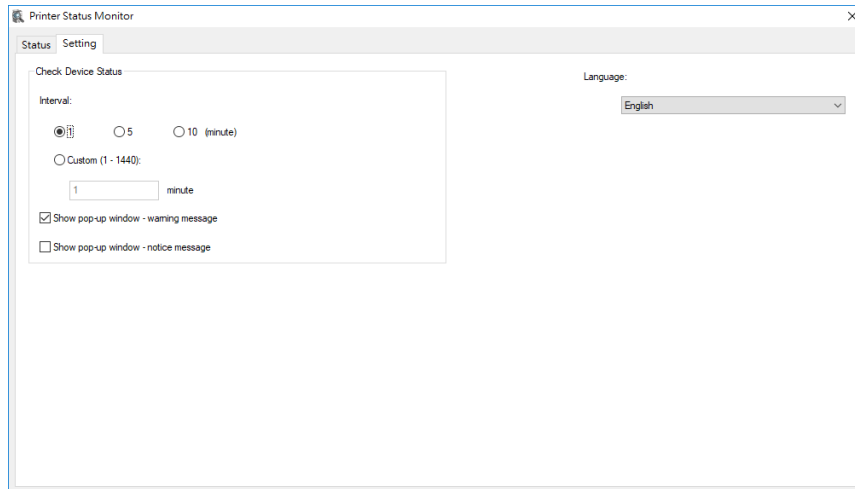 Printer Status Monitor
Status Setting
Check Device Status
Interval:
1 5 10 (minute)
Custom (1 - 1440):
1 minute
Show pop-up window - warning message
Show pop-up window - notice message
Language:
English